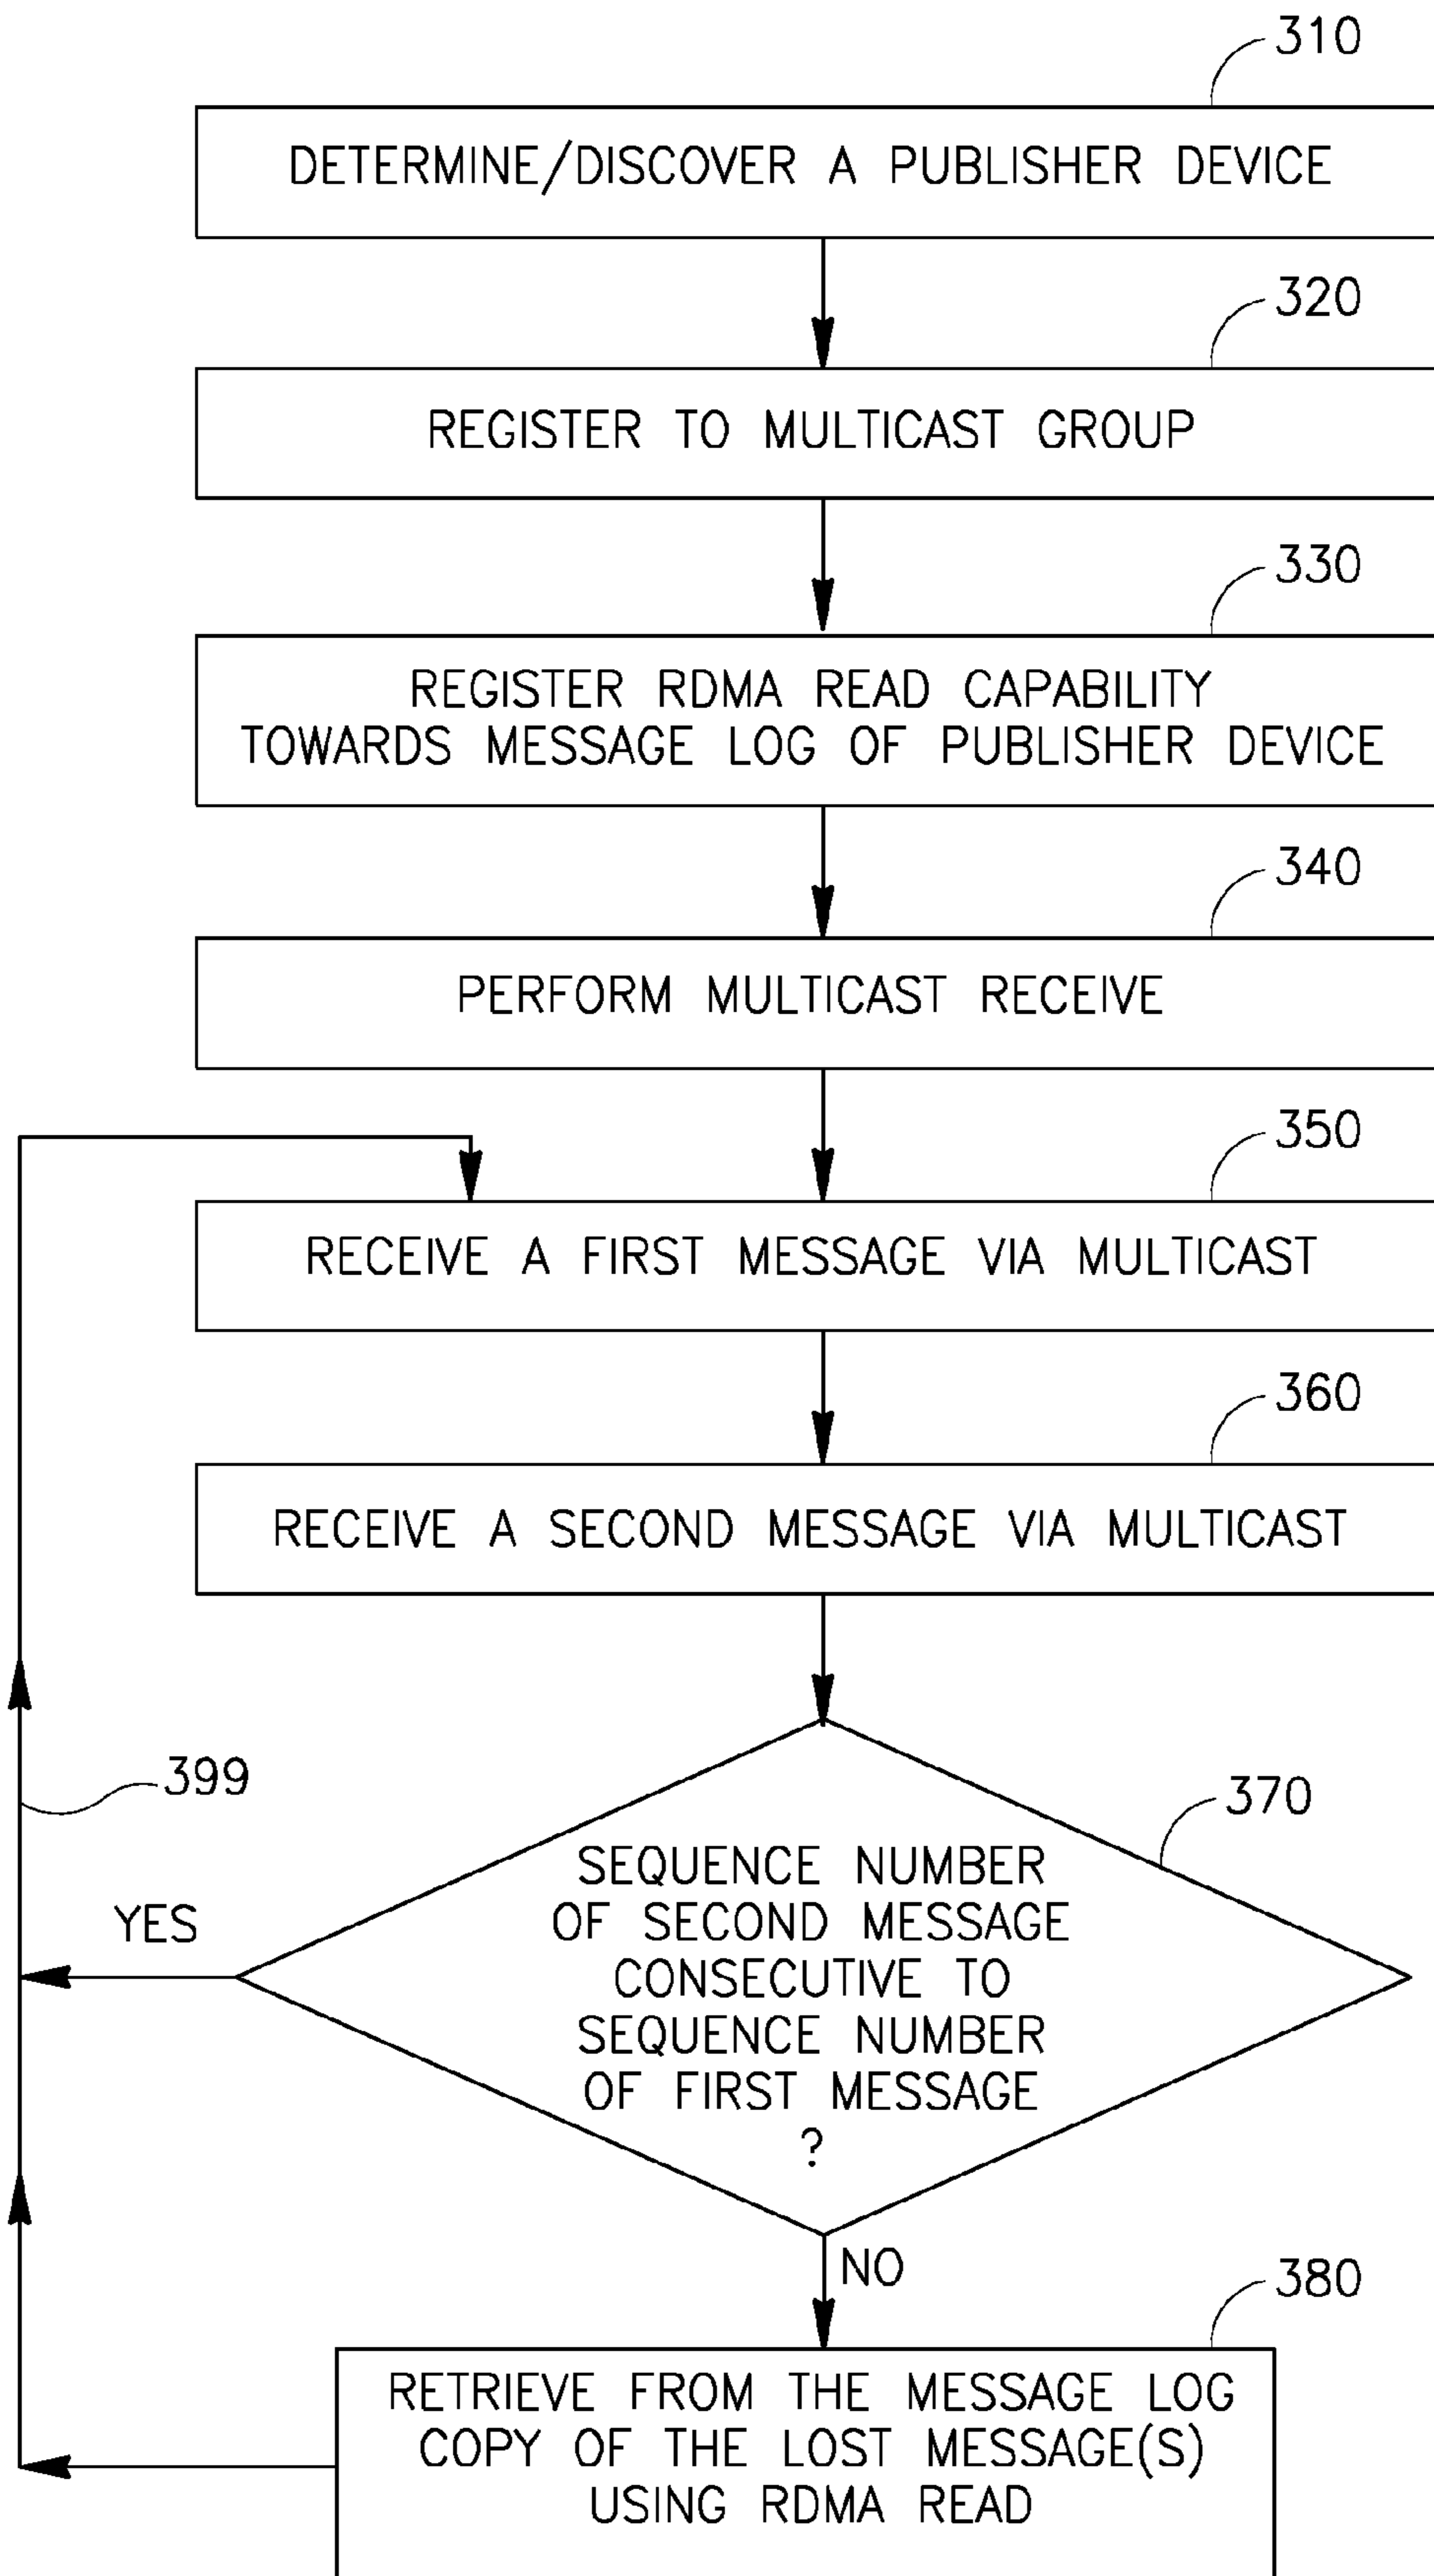 310
DETERMINE/DISCOVER A PUBLISHER DEVICE
320
REGISTER TO MULTICAST GROUP
330
REGISTER RDMA READ CAPABILITY
TOWARDS MESSAGE LOG OF PUBLISHER DEVICE
340
PERFORM MULTICAST RECEIVE
350
RECEIVE A FIRST MESSAGE VIA MULTICAST
360
RECEIVE A SECOND MESSAGE VIA MULTICAST
399
370
SEQUENCE NUMBER
OF SECOND MESSAGE
CONSECUTIVE TO
SEQUENCE NUMBER
OF FIRST MESSAGE
?
YES
NO
380
RETRIEVE FROM THE MESSAGE LOG
COPY OF THE LOST MESSAGE(S)
USING RDMA READ